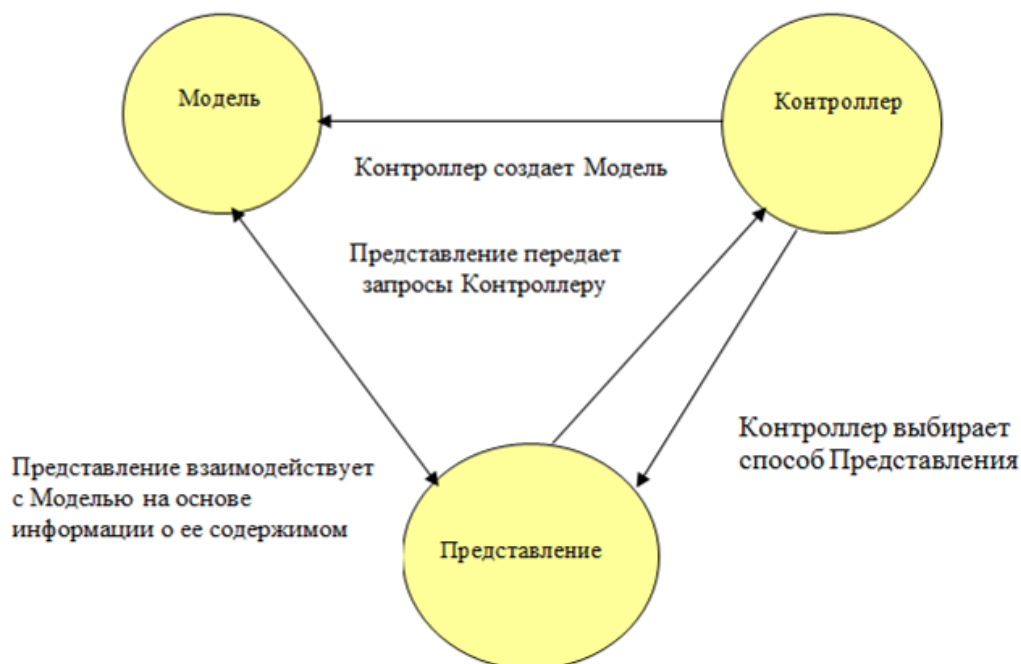 Модель
Контроллер
Контроллер создает Модель
Представление передает
запросы Контроллеру
Контроллер выбирает
способ Представления
Представление взаимодействует
с Моделью на основе
информации о ее содержимом
Представление